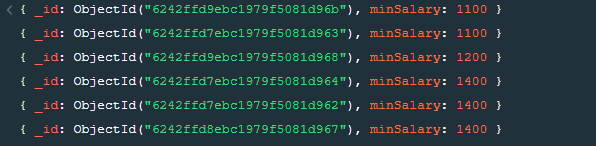 { _id: ObjectId("6242ffd9ebc1979f5081d96b"), minSalary: 1100 }
{ _id: ObjectId("6242ffd7ebc1979f5081d963"), minSalary: 1100 }
{ _id: ObjectId("6242ffd9ebc1979f5081d968"), minSalary: 1200 }
{ _id: ObjectId("6242ffd7ebc1979f5081d964"), minSalary: 1400 }
{ _id: ObjectId("6242ffd7ebc1979f5081d962"), minSalary: 1400 }
{ _id: ObjectId("6242ffd8ebc1979f5081d967"), minSalary: 1400 }